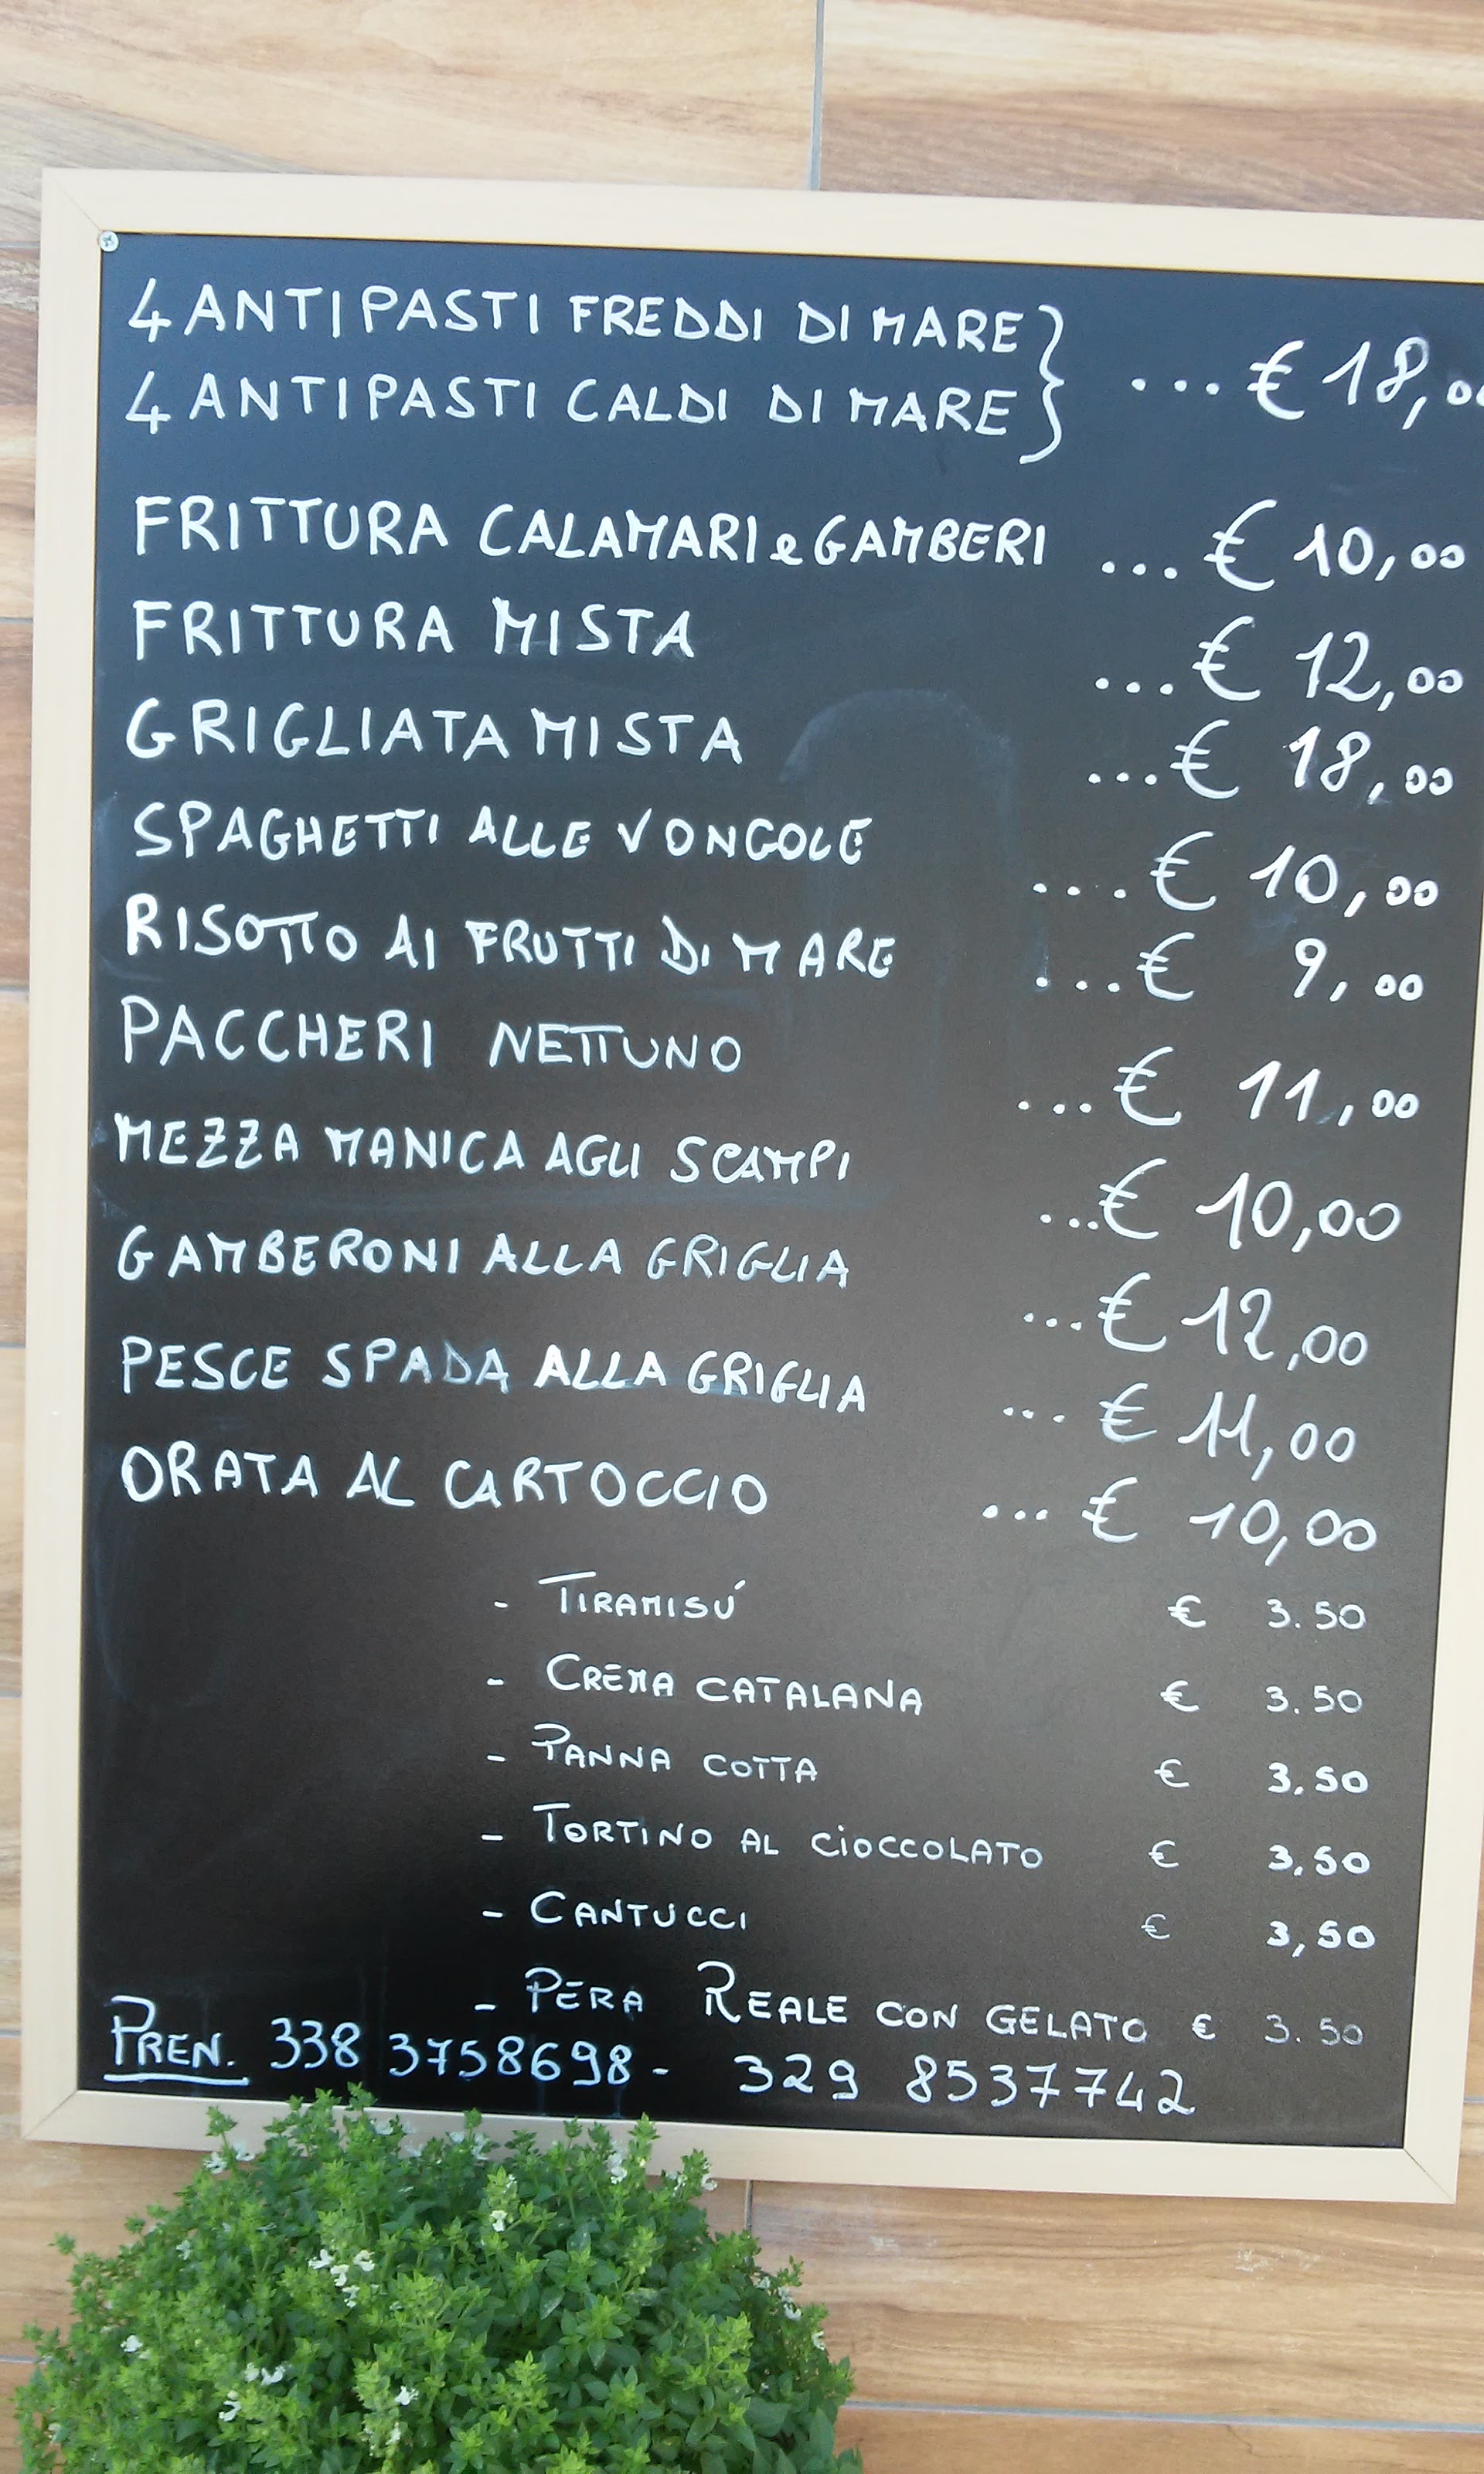 4 ANTIPASTI FREDDI DI MARE
4 ANTIPASTI CALDI DI MARE } ... € 18,00
FRITTURA CALAMARI e GAMBERI ... € 10,00
FRITTURA MISTA ... € 12,00
GRIGLIATA MISTA ... € 18,00
SPAGHETTI ALLE VONGOLE .... € 10,00
RISOTTO AI FRUTTI DI MARE ... € 9,00
PACCHERI NETTUNO ... € 11,00
MEZZA MANICA AGLI SCAMPI ... € 10,00
GAMBERONI ALLA GRIGLIA ... € 12,00
PESCE SPADA ALLA GRIGLIA ... € 11,00
ORATA AL CARTOCCIO ... € 10,00
- TIRAMISÚ € 3.50
- CREMA CATALANA € 3.50
- PANNA COTTA € 3,50
- TORTINO AL CIOCCOLATO € 3,50
- CANTUCCI € 3,50
- PERA REALE CON GELATO € 3.50
PREN. 338 3758698 - 329 8537742